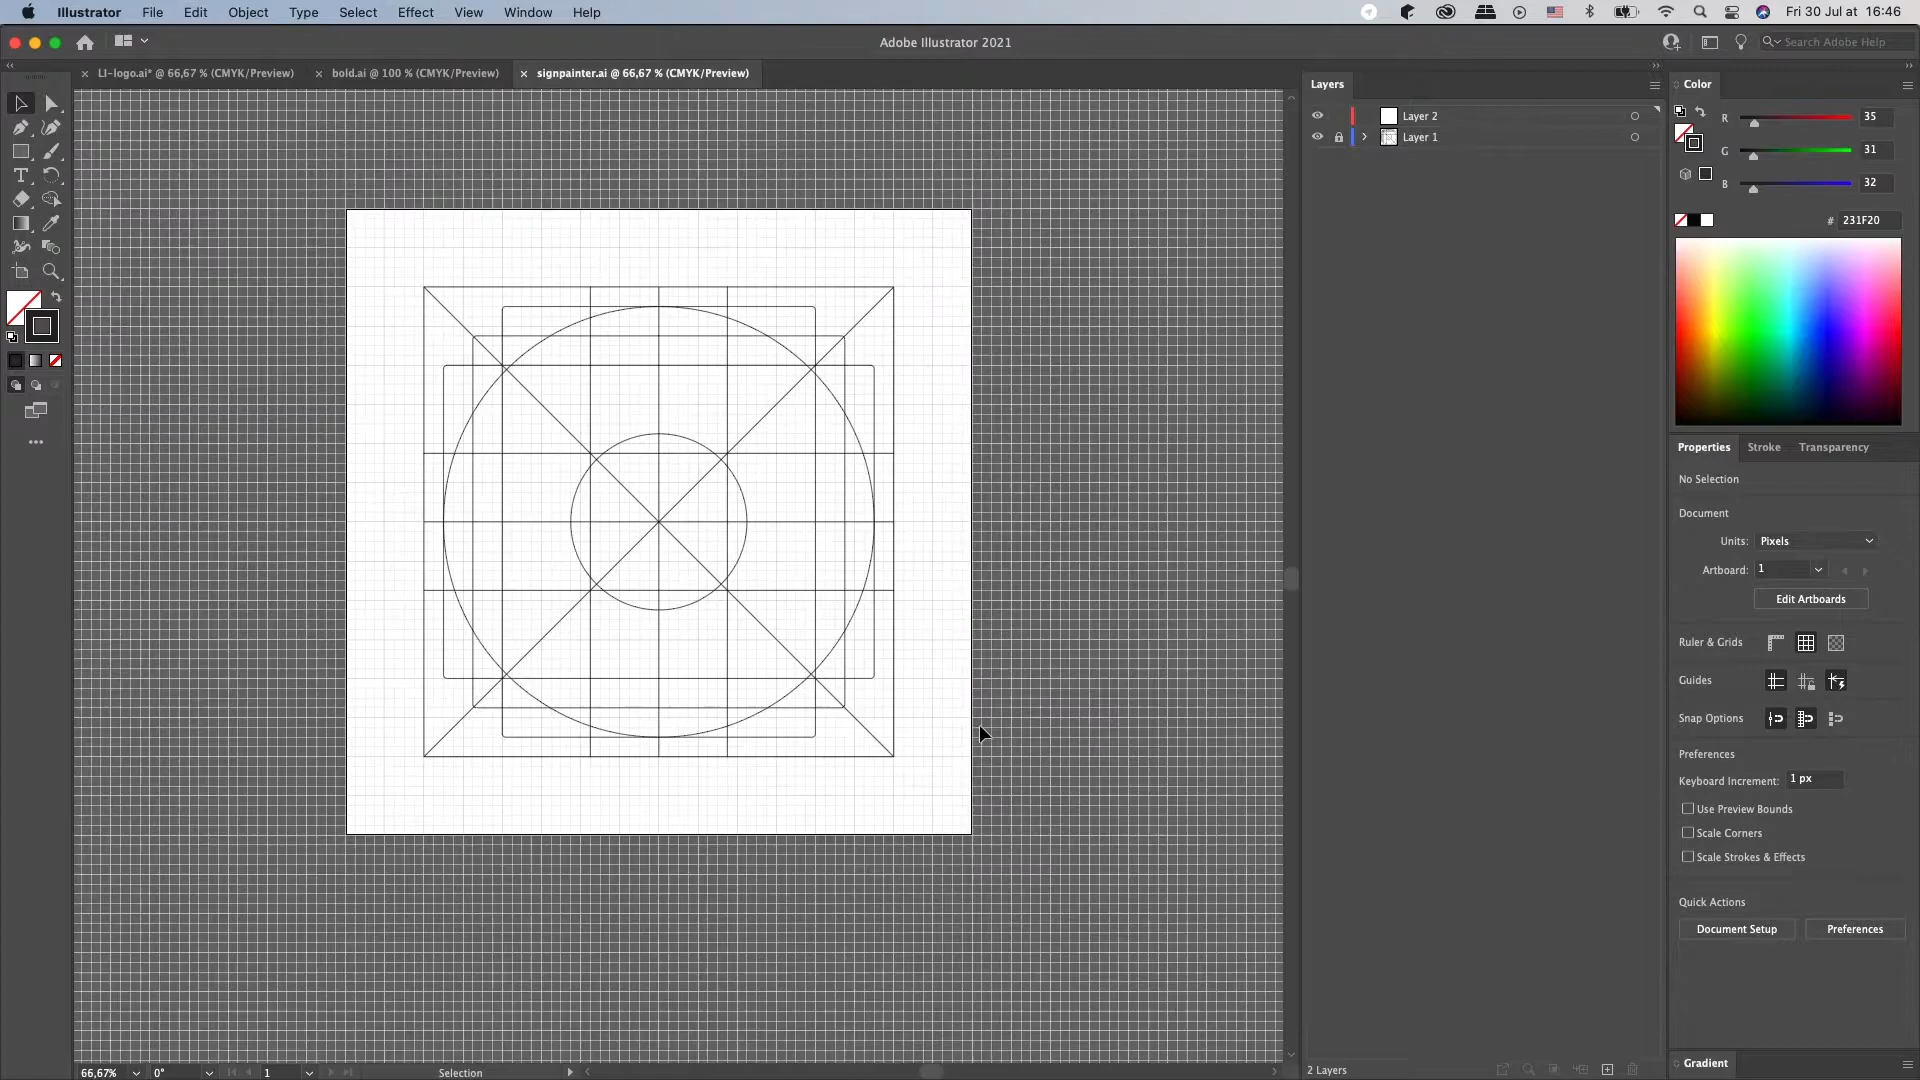 Illustrator File Edit Object Type Select Effect View Window Help Fri 30 Jul at 16:46
Adobe Illustrator 2021 Search Adobe Help
LI-logo.ai* @ 66,67 % (CMYK/Preview) bold.ai @ 100 % (CMYK/Preview) signpainter.ai @ 66,67 % (CMYK/Preview)
Layers
Layer 2
Layer 1
2 Layers
Color
R 35
G 31
B 32
# 231F20
Properties Stroke Transparency
No Selection
Document
Units: Pixels
Artboard: 1
Edit Artboards
Ruler & Grids
Guides
Snap Options
Preferences
Keyboard Increment: 1 px
Use Preview Bounds
Scale Corners
Scale Strokes & Effects
Quick Actions
Document Setup Preferences
Gradient
66,67% 0° 1 Selection